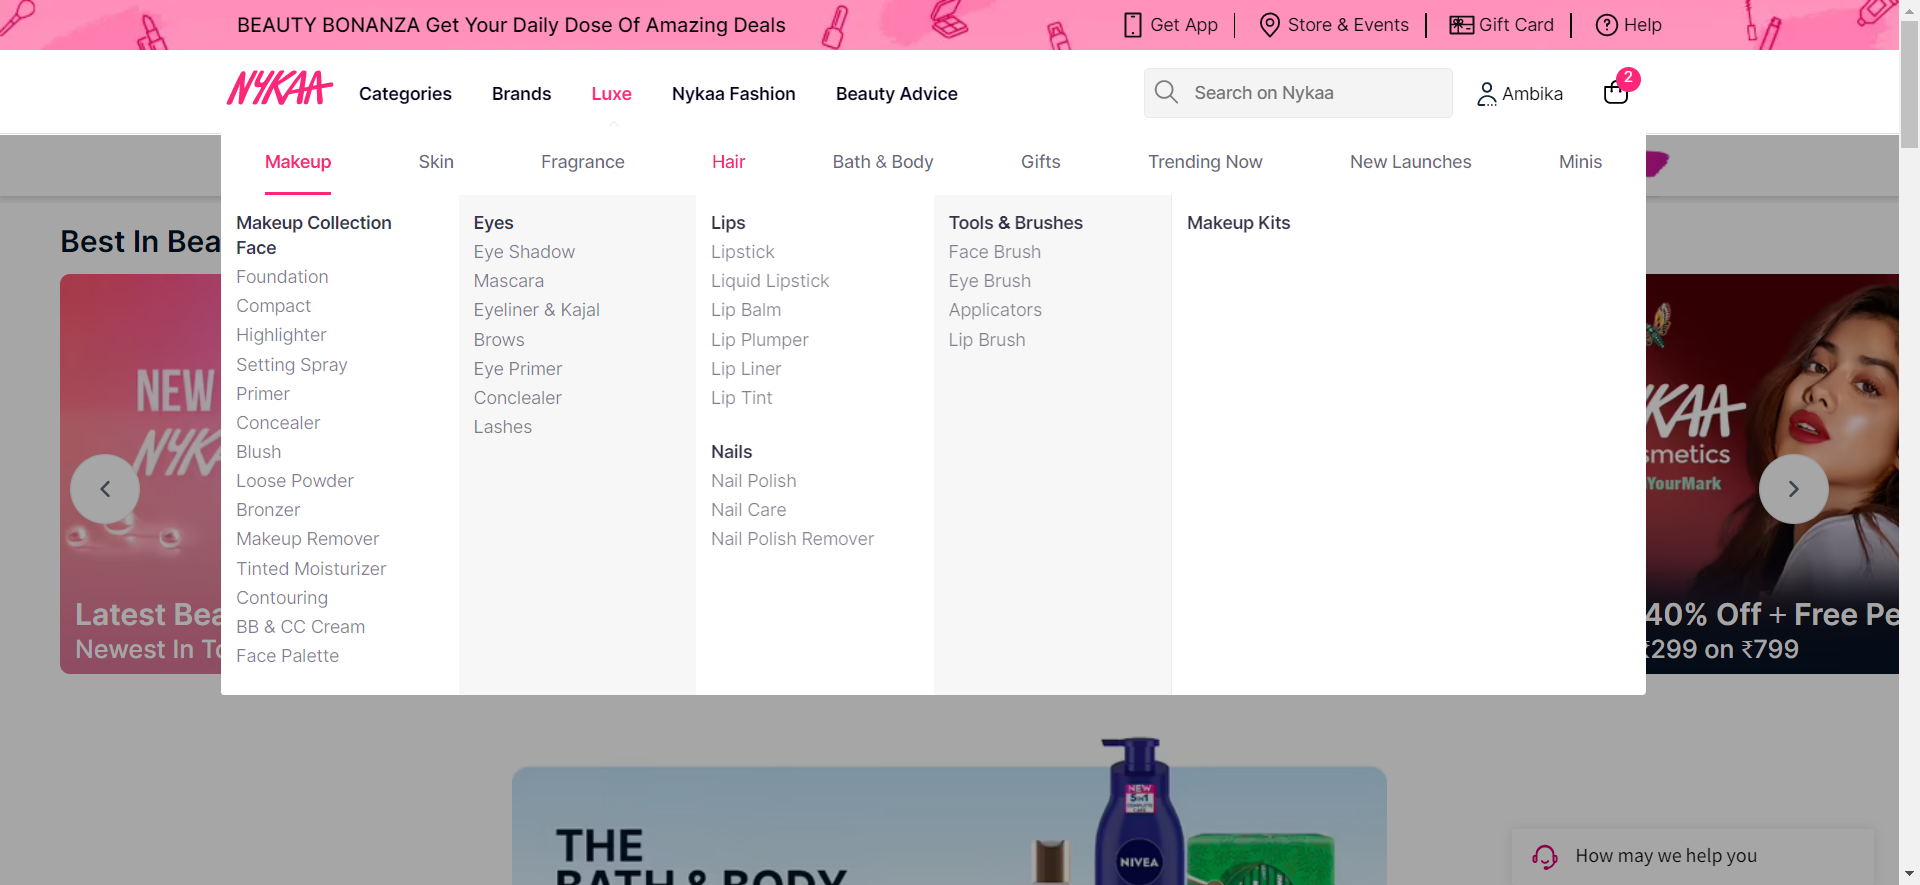 BEAUTY BONANZA Get Your Daily Dose Of Amazing Deals
Get App
Store & Events
Gift Card
Help
NYKAA
Categories
Brands
Luxe
Nykaa Fashion
Beauty Advice
Search on Nykaa
Ambika
2
Makeup
Skin
Fragrance
Hair
Bath & Body
Gifts
Trending Now
New Launches
Minis
Makeup Collection
Face
Foundation
Compact
Highlighter
Setting Spray
Primer
Concealer
Blush
Loose Powder
Bronzer
Makeup Remover
Tinted Moisturizer
Contouring
BB & CC Cream
Face Palette
Eyes
Eye Shadow
Mascara
Eyeliner & Kajal
Brows
Eye Primer
Conclealer
Lashes
Lips
Lipstick
Liquid Lipstick
Lip Balm
Lip Plumper
Lip Liner
Lip Tint
Nails
Nail Polish
Nail Care
Nail Polish Remover
Tools & Brushes
Face Brush
Eye Brush
Applicators
Lip Brush
Makeup Kits
Best In Bea
NEW
NYKA
Latest Bea
Newest In To
KAA
smetics
YourMark
40% Off + Free Pe
₹299 on ₹799
THE
BATH & BODY
NEW
5in1
COMPLETE
CARE
NIVEA
How may we help you